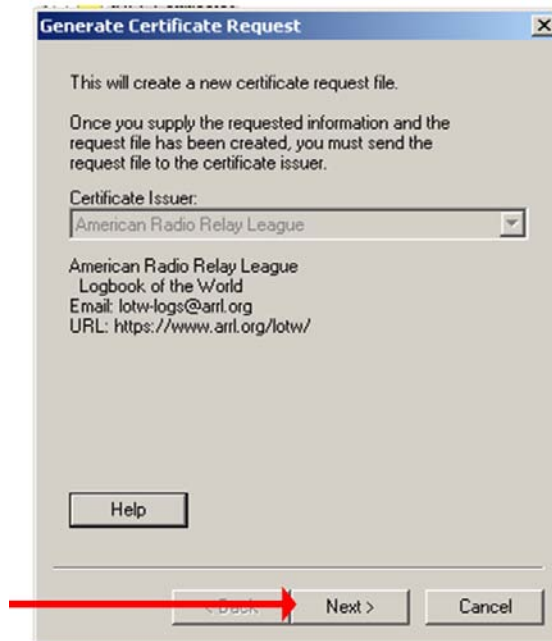 Generate Certificate Request
This will create a new certificate request file.
Once you supply the requested information and the
request file has been created, you must send the
request file to the certificate issuer.
Certificate Issuer:
American Radio Relay League
American Radio Relay League
Logbook of the World
Email: lotw-logs@arrl.org
URL: https://www.arrl.org/lotw/
Help
< Back Next > Cancel